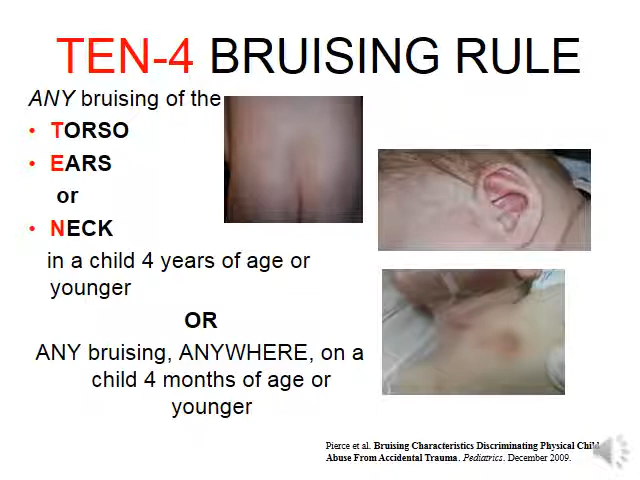 TEN-4 BRUISING RULE
ANY bruising of the
• TORSO
• EARS
or
• NECK
in a child 4 years of age or
younger
OR
ANY bruising, ANYWHERE, on a
child 4 months of age or
younger
Pierce et al. Bruising Characteristics Discriminating Physical Child
Abuse From Accidental Trauma. Pediatrics. December 2009.